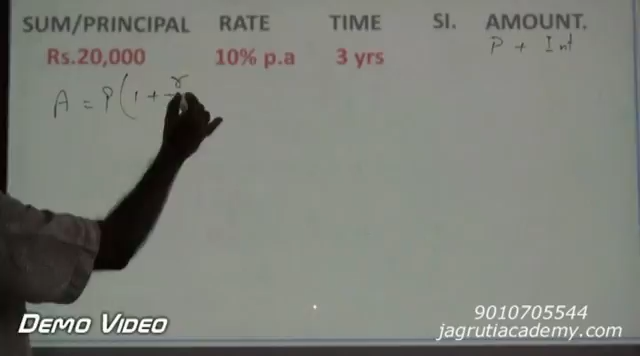 SUM/PRINCIPAL RATE TIME SI. AMOUNT.
P + Int
Rs.20,000 10% p.a 3 yrs
A = P(1 + r
9010705544
Demo Video
jagrutiacademy.com